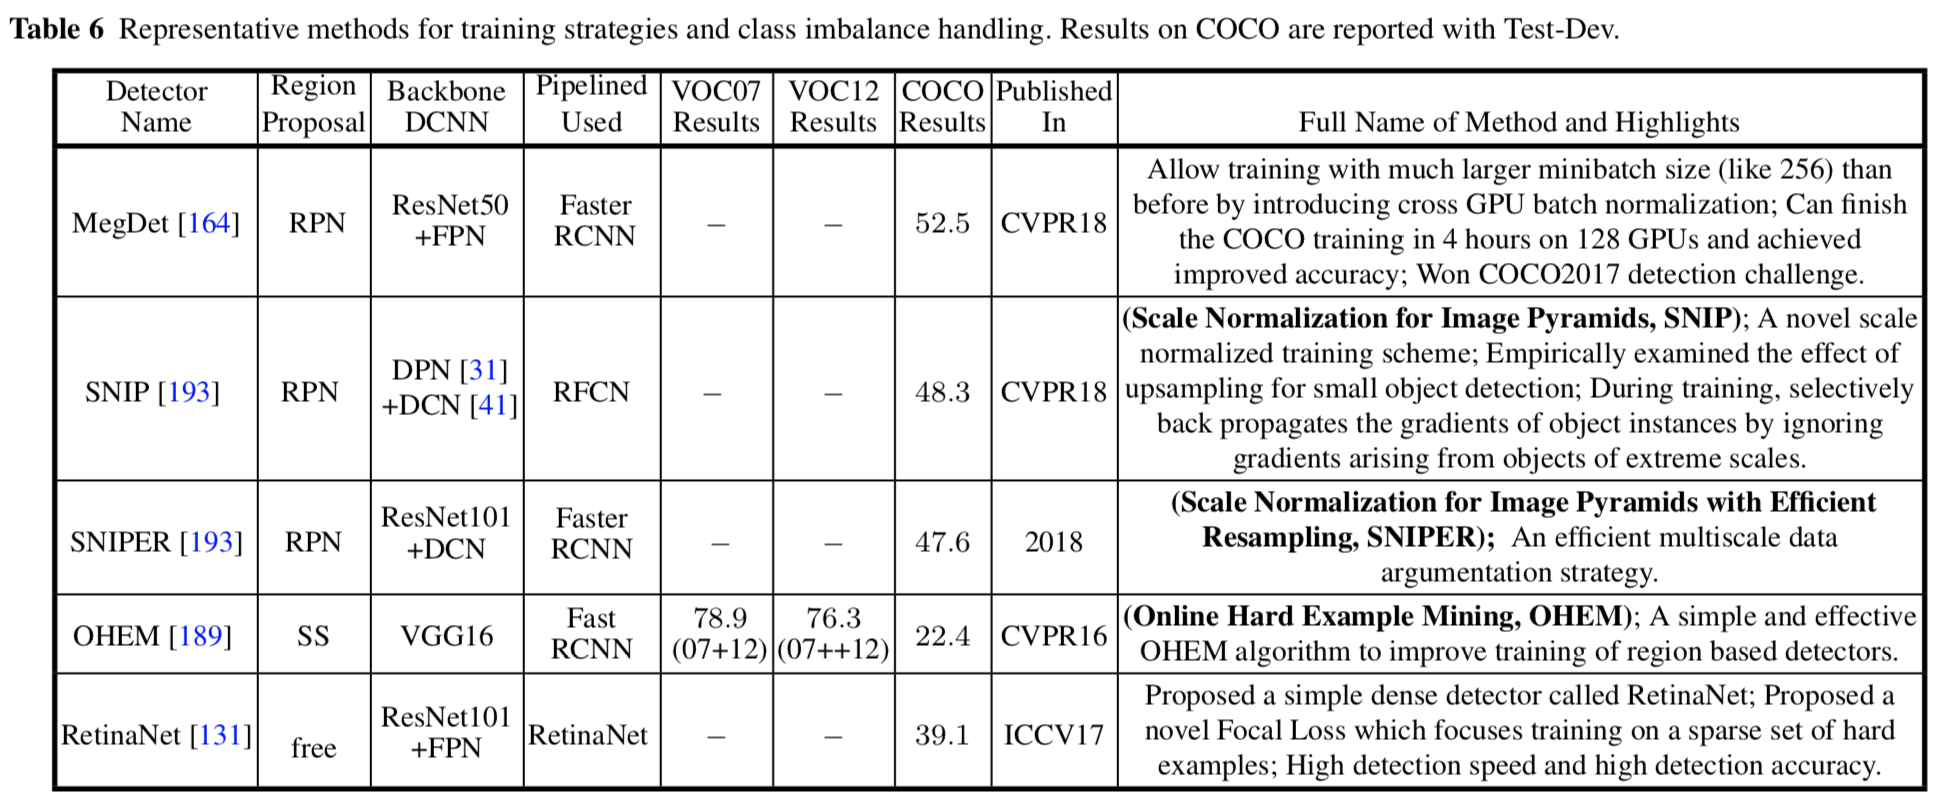 Table 6 Representative methods for training strategies and class imbalance handling. Results on COCO are reported with Test-Dev.
Detector Name | Region Proposal | Backbone DCNN | Pipelined Used | VOC07 Results | VOC12 Results | COCO Results | Published In | Full Name of Method and Highlights
MegDet [164] | RPN | ResNet50 +FPN | Faster RCNN | – | – | 52.5 | CVPR18 | Allow training with much larger minibatch size (like 256) than
before by introducing cross GPU batch normalization; Can finish
the COCO training in 4 hours on 128 GPUs and achieved
improved accuracy; Won COCO2017 detection challenge.
SNIP [193] | RPN | DPN [31] +DCN [41] | RFCN | – | – | 48.3 | CVPR18 | (Scale Normalization for Image Pyramids, SNIP); A novel scale
normalized training scheme; Empirically examined the effect of
upsampling for small object detection; During training, selectively
back propagates the gradients of object instances by ignoring
gradients arising from objects of extreme scales.
SNIPER [193] | RPN | ResNet101 +DCN | Faster RCNN | – | – | 47.6 | 2018 | (Scale Normalization for Image Pyramids with Efficient
Resampling, SNIPER); An efficient multiscale data
argumentation strategy.
OHEM [189] | SS | VGG16 | Fast RCNN | 78.9 (07+12) | 76.3 (07++12) | 22.4 | CVPR16 | (Online Hard Example Mining, OHEM); A simple and effective
OHEM algorithm to improve training of region based detectors.
RetinaNet [131] | free | ResNet101 +FPN | RetinaNet | – | – | 39.1 | ICCV17 | Proposed a simple dense detector called RetinaNet; Proposed a
novel Focal Loss which focuses training on a sparse set of hard
examples; High detection speed and high detection accuracy.